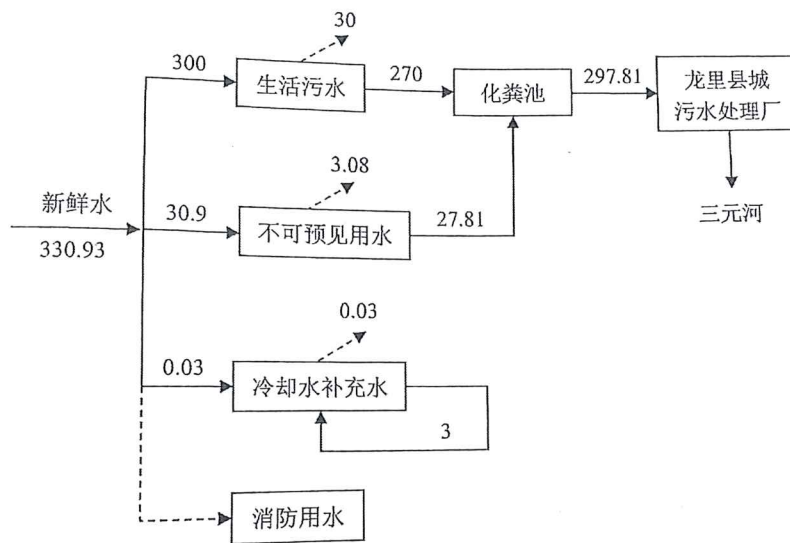 30
300
生活污水
270
化粪池
297.81
龙里县城
污水处理厂
三元河
新鲜水
330.93
3.08
30.9
不可预见用水
27.81
0.03
0.03
冷却水补充水
3
消防用水